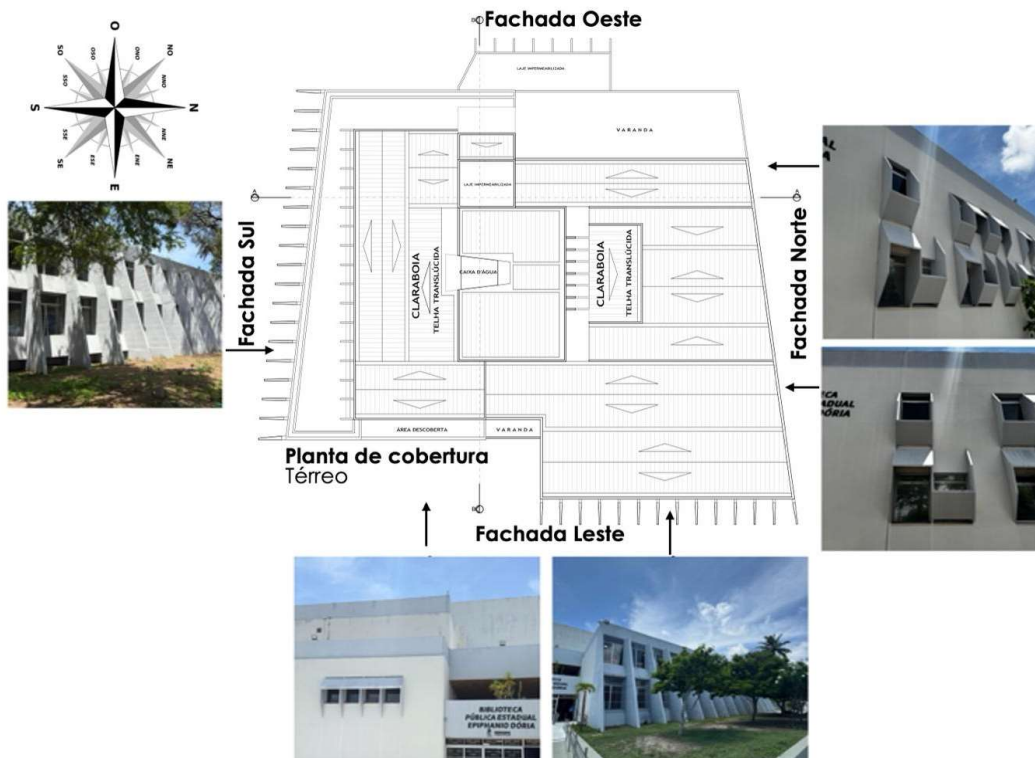 Fachada Oeste
O
SO
NO
OSO
ONO
SSO
NNO
S
N
SSE
NNE
SE
NE
ESE
ENE
E
LAJE IMPERMEABILIZADA
VARANDA
LAJE IMPERMEABILIZADA
A
A
Fachada Sul
CLARABOIA
TELHA TRANSLÚCIDA
CAIXA D'ÁGUA
CLARABOIA
TELHA TRANSLÚCIDA
Fachada Norte
ÁREA DESCOBERTA
VARANDA
Planta de cobertura
Térreo
Fachada Leste
BIBLIOTECA
PÚBLICA ESTADUAL
EPIPHANIO DÓRIA